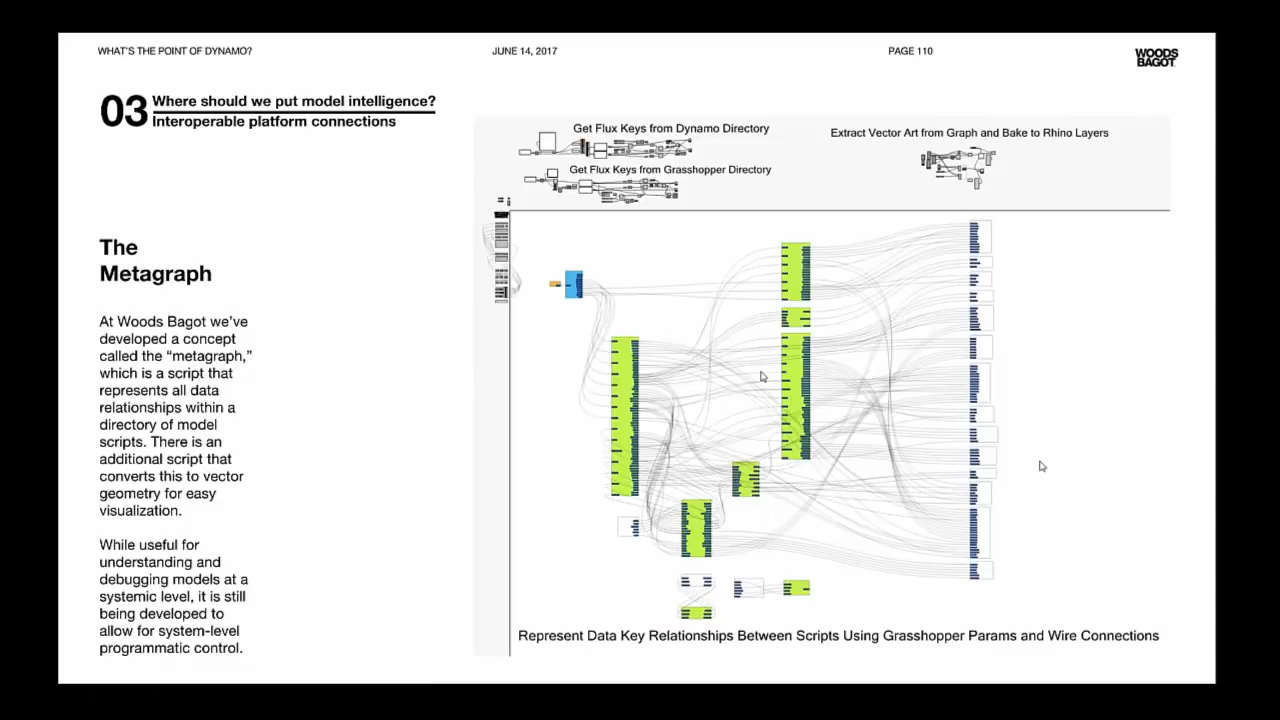 WHAT'S THE POINT OF DYNAMO?
JUNE 14, 2017
PAGE 110
WOODS
BAGOT
03
Where should we put model intelligence?
Interoperable platform connections
The
Metagraph
At Woods Bagot we've
developed a concept
called the “metagraph,”
which is a script that
represents all data
relationships within a
directory of model
scripts. There is an
additional script that
converts this to vector
geometry for easy
visualization.
While useful for
understanding and
debugging models at a
systemic level, it is still
being developed to
allow for system-level
programmatic control.
Get Flux Keys from Dynamo Directory
Get Flux Keys from Grasshopper Directory
Extract Vector Art from Graph and Bake to Rhino Layers
Represent Data Key Relationships Between Scripts Using Grasshopper Params and Wire Connections